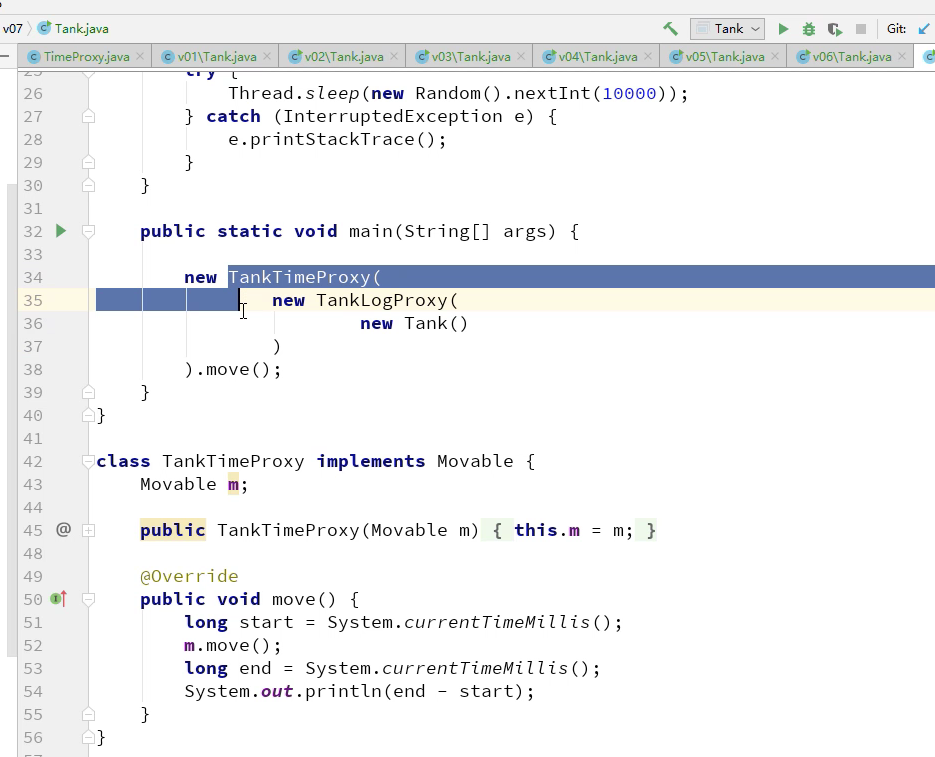 v07 Tank.java Tank Git:
TimeProxy.java v01\Tank.java v02\Tank.java v03\Tank.java v04\Tank.java v05\Tank.java v06\Tank.java
25 try {
26 Thread.sleep(new Random().nextInt(10000));
27 } catch (InterruptedException e) {
28 e.printStackTrace();
29 }
30 }
31
32 public static void main(String[] args) {
33
34 new TankTimeProxy(
35 new TankLogProxy(
36 new Tank()
37 )
38 ).move();
39 }
40 }
41
42 class TankTimeProxy implements Movable {
43 Movable m;
44
45 @ public TankTimeProxy(Movable m) { this.m = m; }
48
49 @Override
50 public void move() {
51 long start = System.currentTimeMillis();
52 m.move();
53 long end = System.currentTimeMillis();
54 System.out.println(end - start);
55 }
56 }